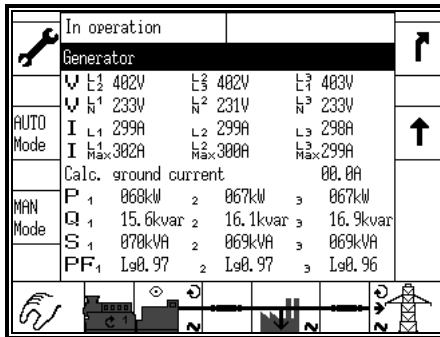 In operation
Generator
V L1 L2 402V L2 L3 402V L3 L1 403V
V L1 N 233V L2 N 231V L3 N 233V
I L1 299A L2 299A L3 298A
I L1 Max 302A L2 Max 300A L3 Max 299A
Calc. ground current 00.0A
P 1 068kW 2 067kW 3 067kW
Q 1 15.6kvar 2 16.1kvar 3 16.9kvar
S 1 070kVA 2 069kVA 3 069kVA
PF 1 Lg0.97 2 Lg0.97 3 Lg0.96
AUTO
Mode
MAN
Mode
1